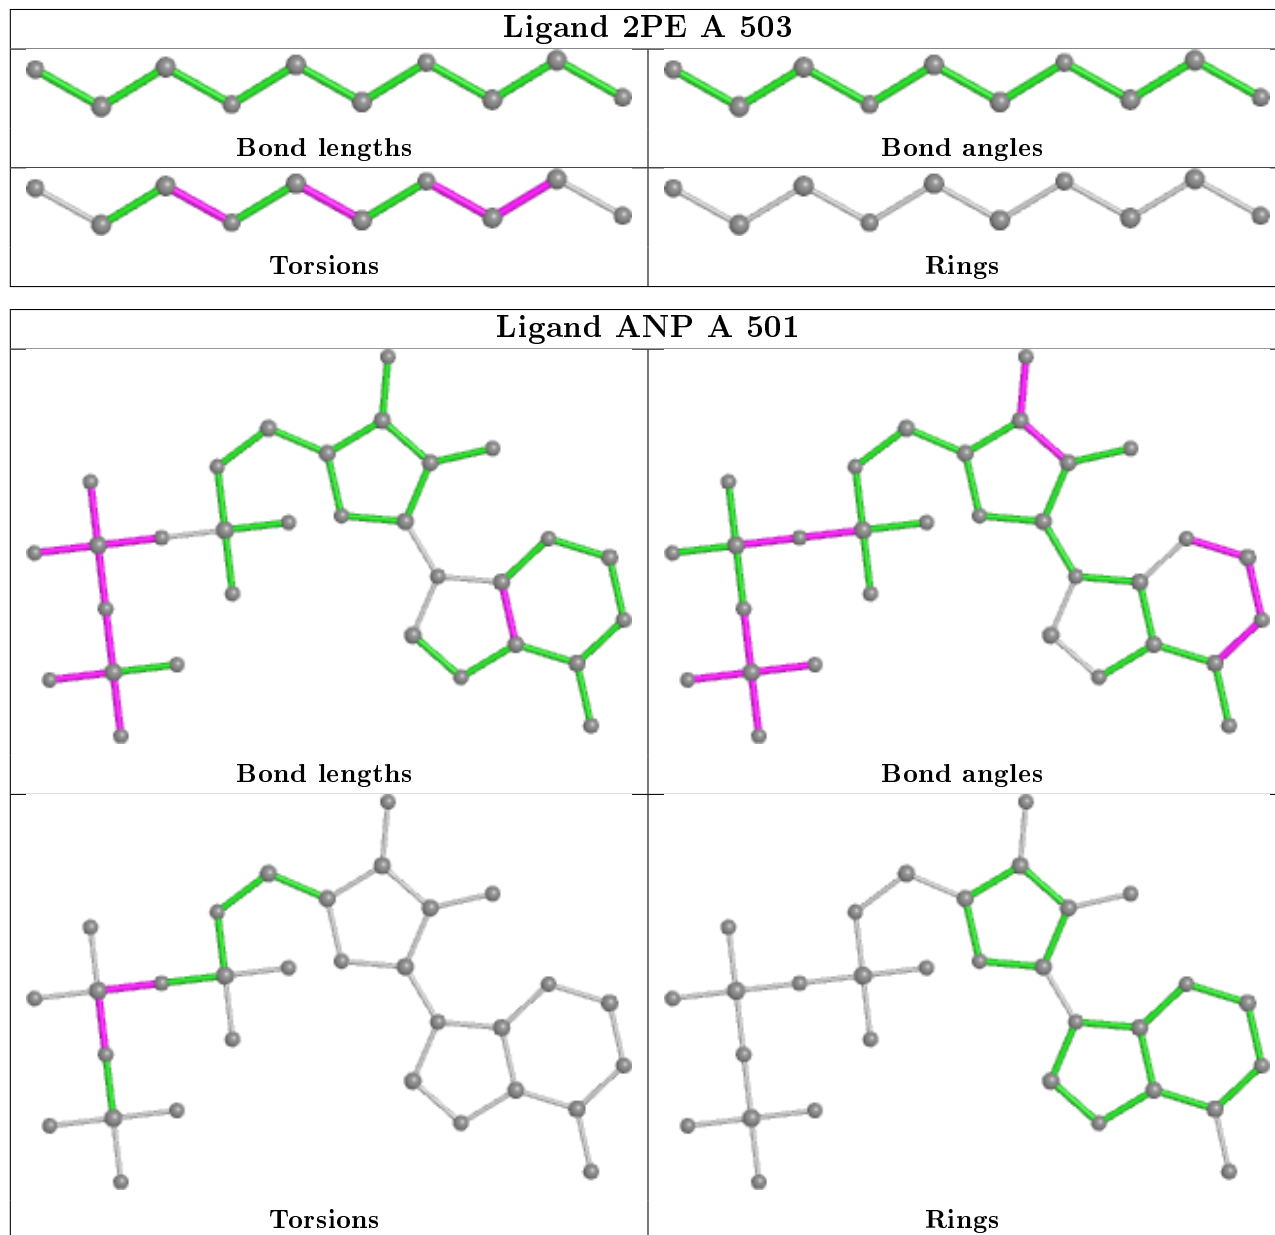 Ligand 2PE A 503
Bond lengths
Bond angles
Torsions
Rings
Ligand ANP A 501
Bond lengths
Bond angles
Torsions
Rings